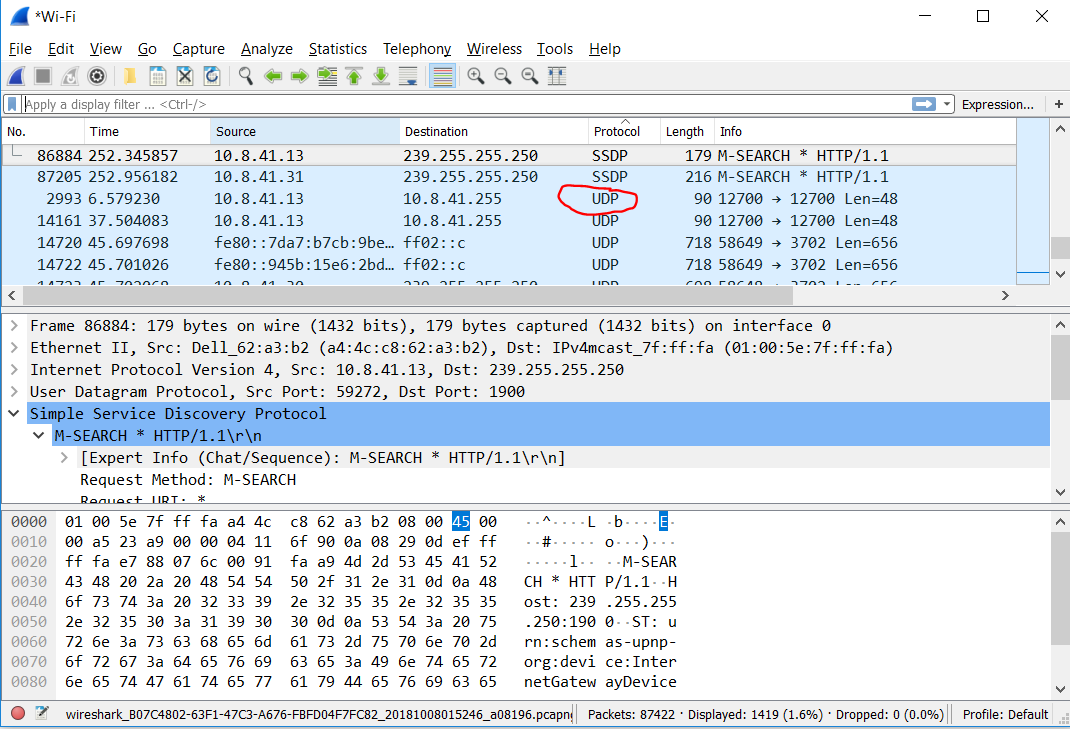 *Wi-Fi
File Edit View Go Capture Analyze Statistics Telephony Wireless Tools Help
Apply a display filter ... <Ctrl-/> Expression... +
No. Time Source Destination Protocol Length Info
86884 252.345857 10.8.41.13 239.255.255.250 SSDP 179 M-SEARCH * HTTP/1.1
87205 252.956182 10.8.41.31 239.255.255.250 SSDP 216 M-SEARCH * HTTP/1.1
2993 6.579230 10.8.41.13 10.8.41.255 UDP 90 12700 → 12700 Len=48
14161 37.504083 10.8.41.13 10.8.41.255 UDP 90 12700 → 12700 Len=48
14720 45.697698 fe80::7da7:b7cb:9be… ff02::c UDP 718 58649 → 3702 Len=656
14722 45.701026 fe80::945b:15e6:2bd… ff02::c UDP 718 58649 → 3702 Len=656
Frame 86884: 179 bytes on wire (1432 bits), 179 bytes captured (1432 bits) on interface 0
Ethernet II, Src: Dell_62:a3:b2 (a4:4c:c8:62:a3:b2), Dst: IPv4mcast_7f:ff:fa (01:00:5e:7f:ff:fa)
Internet Protocol Version 4, Src: 10.8.41.13, Dst: 239.255.255.250
User Datagram Protocol, Src Port: 59272, Dst Port: 1900
Simple Service Discovery Protocol
M-SEARCH * HTTP/1.1\r\n
[Expert Info (Chat/Sequence): M-SEARCH * HTTP/1.1\r\n]
Request Method: M-SEARCH
Request URI: *
0000 01 00 5e 7f ff fa a4 4c c8 62 a3 b2 08 00 45 00 ··^····L ·b····E·
0010 00 a5 23 a9 00 00 04 11 6f 90 0a 08 29 0d ef ff ··#····· o···)···
0020 ff fa e7 88 07 6c 00 91 fa a9 4d 2d 53 45 41 52 ·····l·· ··M-SEAR
0030 43 48 20 2a 20 48 54 54 50 2f 31 2e 31 0d 0a 48 CH * HTT P/1.1··H
0040 6f 73 74 3a 20 32 33 39 2e 32 35 35 2e 32 35 35 ost: 239 .255.255
0050 2e 32 35 30 3a 31 39 30 30 0d 0a 53 54 3a 20 75 .250:190 0··ST: u
0060 72 6e 3a 73 63 68 65 6d 61 73 2d 75 70 6e 70 2d rn:schem as-upnp-
0070 6f 72 67 3a 64 65 76 69 63 65 3a 49 6e 74 65 72 org:devi ce:Inter
0080 6e 65 74 47 61 74 65 77 61 79 44 65 76 69 63 65 netGatew ayDevice
wireshark_B07C4802-63F1-47C3-A676-FBFD04F7FC82_20181008015246_a08196.pcapng Packets: 87422 · Displayed: 1419 (1.6%) · Dropped: 0 (0.0%) Profile: Default